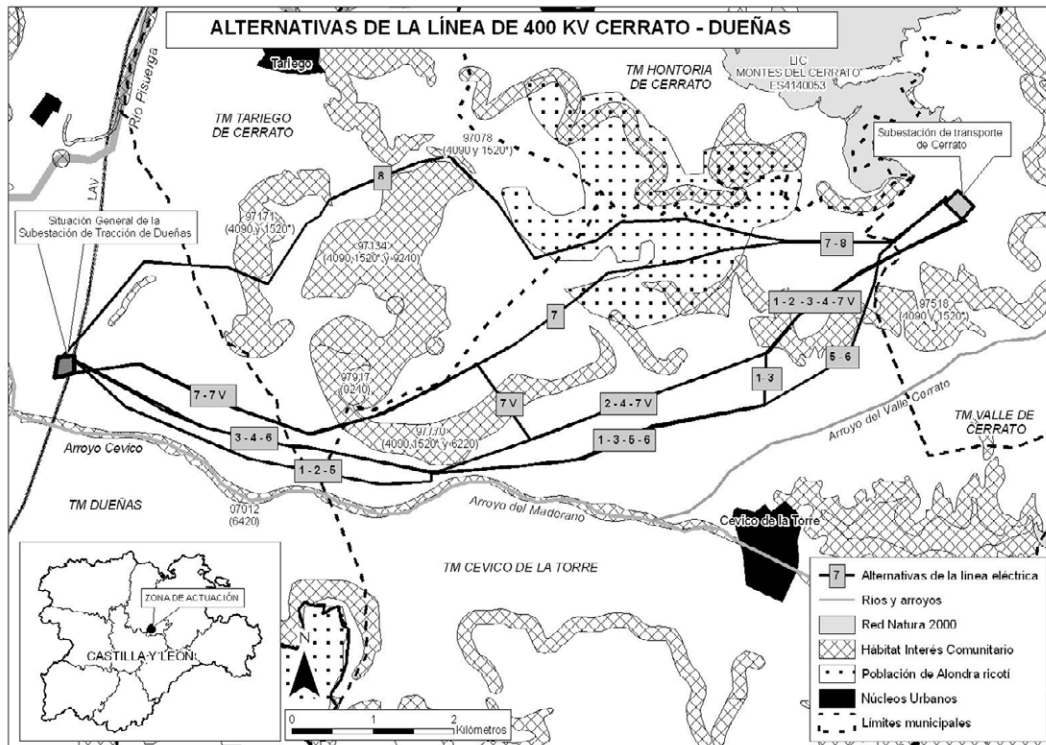 ALTERNATIVAS DE LA LÍNEA DE 400 KV CERRATO - DUEÑAS
Tariego
TM HONTORIA
DE CERRATO
LIC
MONTES DEL CERRATO
ES4140053
Río Pisuerga
TM TARIEGO
DE CERRATO
97078
(4090 y 1520*)
Subestación de transporte
de Cerrato
LAV
8
Situación General de la
Subestación de Tracción de Dueñas
97171
(4090 y 1520*)
97134
(4090,1520* y 9240)
7 - 8
1 - 2 - 3 - 4 - 7 V
97518
(4090 y 1520*)
7
5 - 6
97917
(9240)
1 - 3
7 - 7 V
7 V
2 - 4 - 7 V
3 - 4 - 6
97770
(4090,1520* y 6220)
1 - 3 - 5 - 6
Arroyo del Valle Cerrato
TM VALLE DE
CERRATO
Arroyo Cevico
1 - 2 - 5
TM DUEÑAS
97012
(6420)
Arroyo del Maderano
Cevico de la Torre
TM CEVICO DE LA TORRE
ZONA DE ACTUACIÓN
CASTILLA Y LEÓN
N
0 1 2
Kilómetros
7 Alternativas de la línea eléctrica
Ríos y arroyos
Red Natura 2000
Hábitat Interés Comunitario
Población de Alondra ricotí
Núcleos Urbanos
Límites municipales